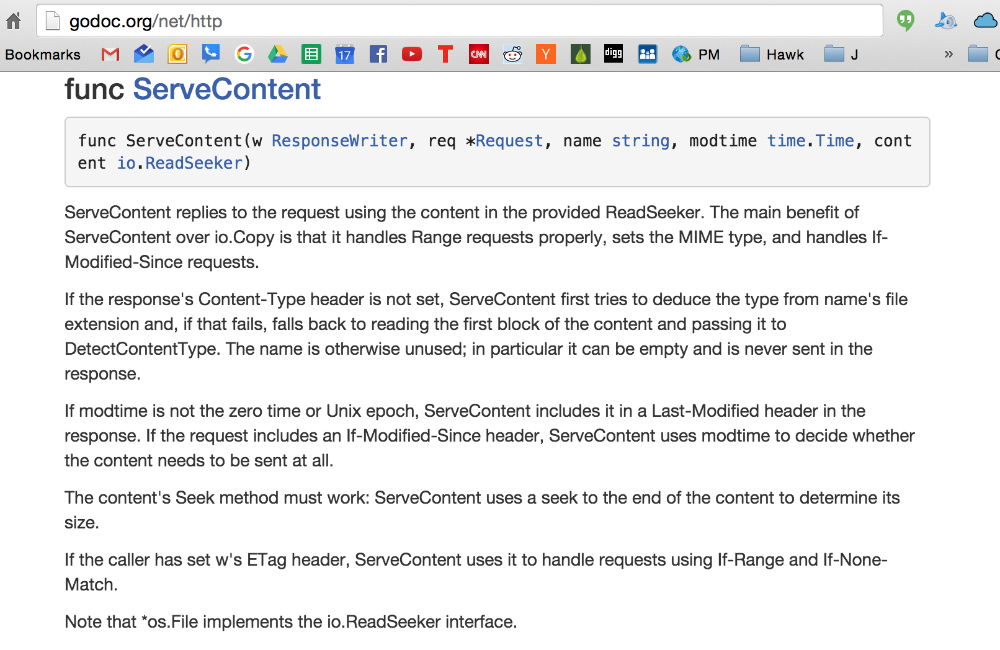 godoc.org/net/http
Bookmarks 17 T CNN Y digg PM Hawk J »
func ServeContent
func ServeContent(w ResponseWriter, req *Request, name string, modtime time.Time, cont
ent io.ReadSeeker)
ServeContent replies to the request using the content in the provided ReadSeeker. The main benefit of
ServeContent over io.Copy is that it handles Range requests properly, sets the MIME type, and handles If-
Modified-Since requests.
If the response's Content-Type header is not set, ServeContent first tries to deduce the type from name's file
extension and, if that fails, falls back to reading the first block of the content and passing it to
DetectContentType. The name is otherwise unused; in particular it can be empty and is never sent in the
response.
If modtime is not the zero time or Unix epoch, ServeContent includes it in a Last-Modified header in the
response. If the request includes an If-Modified-Since header, ServeContent uses modtime to decide whether
the content needs to be sent at all.
The content's Seek method must work: ServeContent uses a seek to the end of the content to determine its
size.
If the caller has set w's ETag header, ServeContent uses it to handle requests using If-Range and If-None-
Match.
Note that *os.File implements the io.ReadSeeker interface.